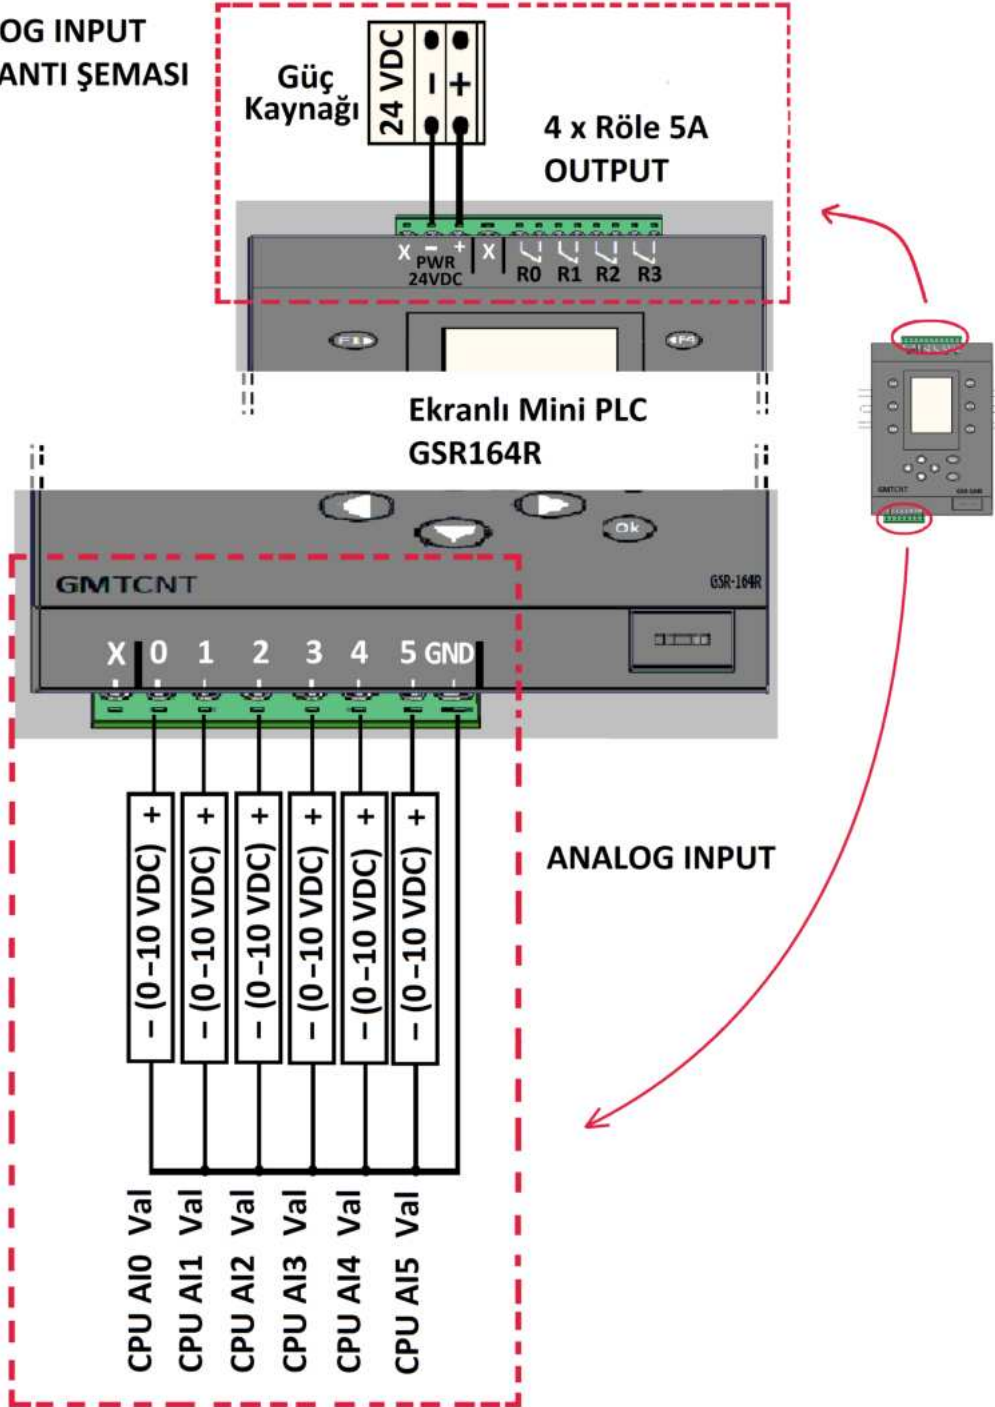 OG INPUT
ANTI ŞEMASI
Güç
Kaynağı
24 VDC
- +
4 x Röle 5A
OUTPUT
X - + X
PWR
24VDC
R0 R1 R2 R3
F1
F4
Ekranlı Mini PLC
GSR164R
Ok
GMTCNT
GSR-164R
X 0 1 2 3 4 5 GND
- (0-10 VDC) +
- (0-10 VDC) +
- (0-10 VDC) +
- (0-10 VDC) +
- (0-10 VDC) +
- (0-10 VDC) +
ANALOG INPUT
CPU AI0 Val
CPU AI1 Val
CPU AI2 Val
CPU AI3 Val
CPU AI4 Val
CPU AI5 Val
GMTCNT